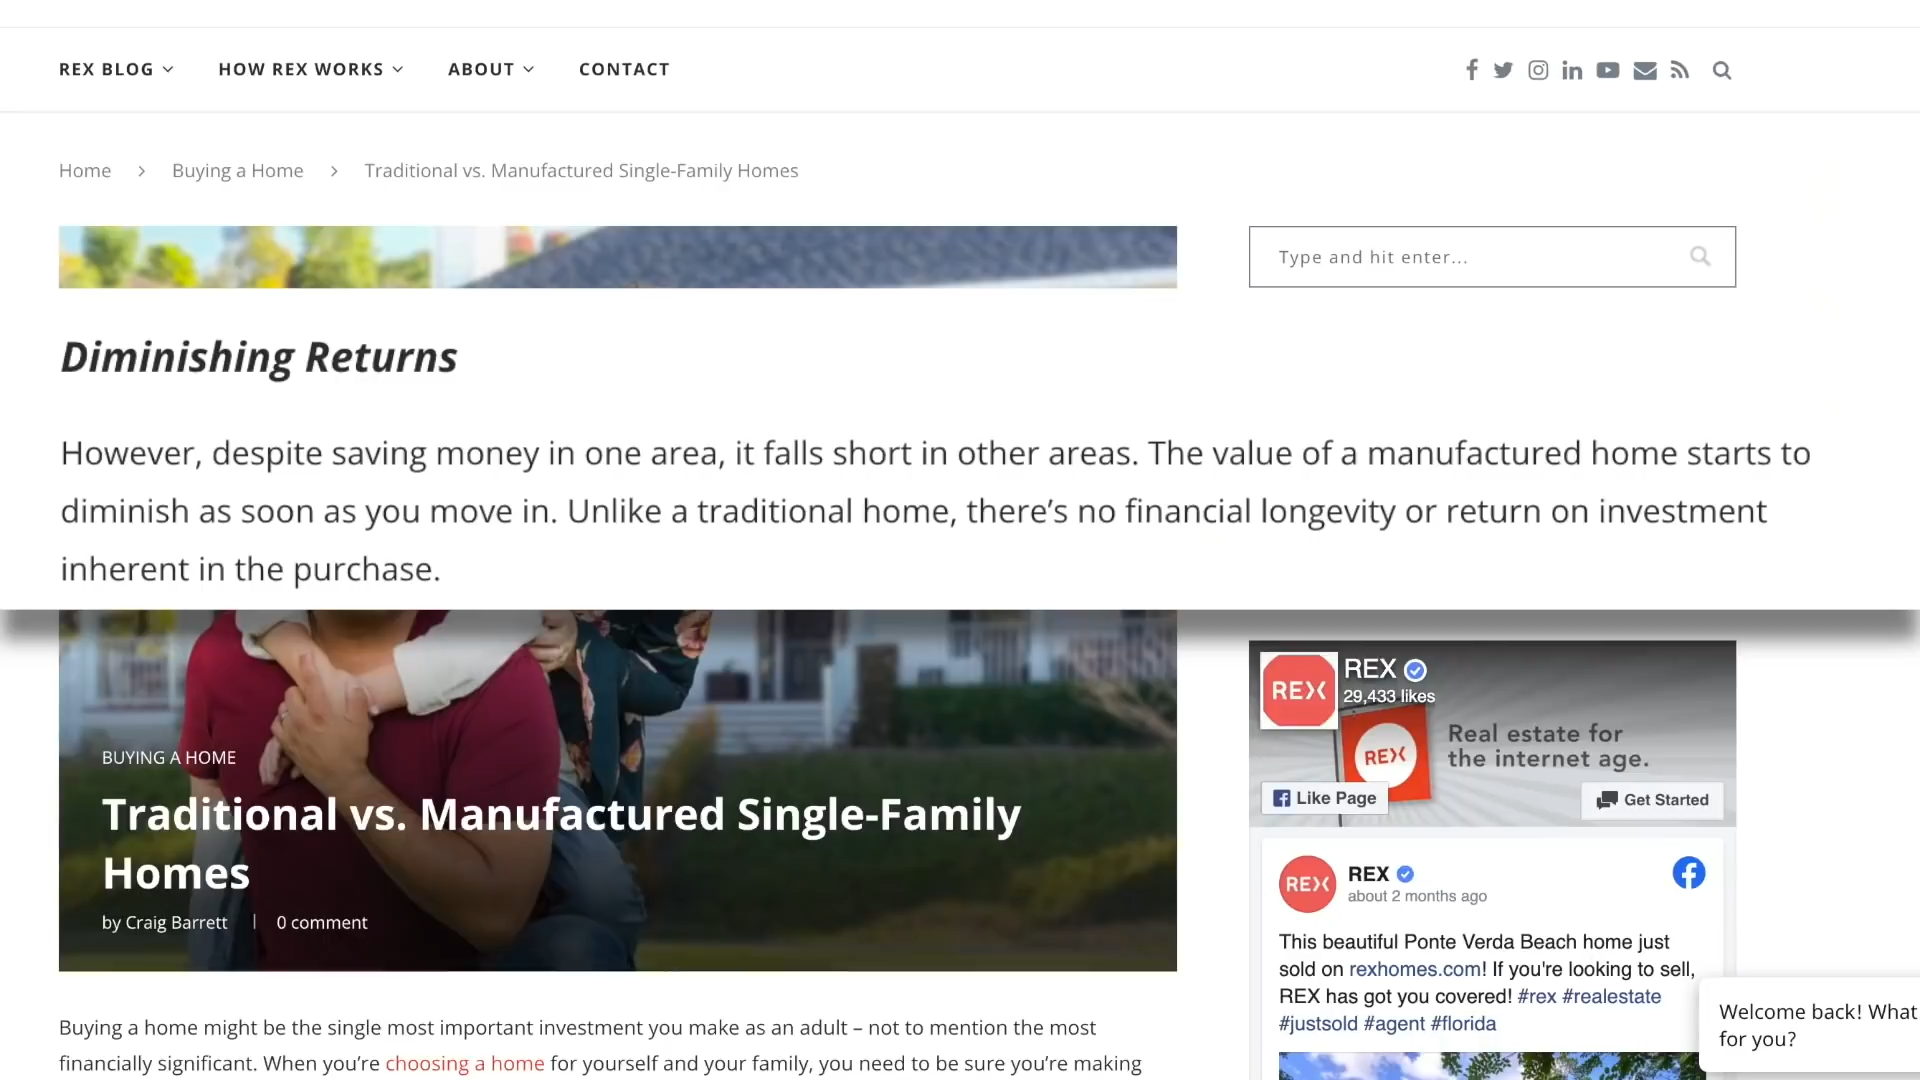 REX BLOG
HOW REX WORKS
ABOUT
CONTACT
Home > Buying a Home > Traditional vs. Manufactured Single-Family Homes
Type and hit enter...
Diminishing Returns
However, despite saving money in one area, it falls short in other areas. The value of a manufactured home starts to
diminish as soon as you move in. Unlike a traditional home, there’s no financial longevity or return on investment
inherent in the purchase.
BUYING A HOME
Traditional vs. Manufactured Single-Family
Homes
by Craig Barrett | 0 comment
Buying a home might be the single most important investment you make as an adult – not to mention the most
financially significant. When you’re choosing a home for yourself and your family, you need to be sure you’re making
REX
REX
29,433 likes
REX
Real estate for
the internet age.
Like Page
Get Started
REX
REX
about 2 months ago
This beautiful Ponte Verda Beach home just
sold on rexhomes.com! If you're looking to sell,
REX has got you covered! #rex #realestate
#justsold #agent #florida
Welcome back! What
for you?